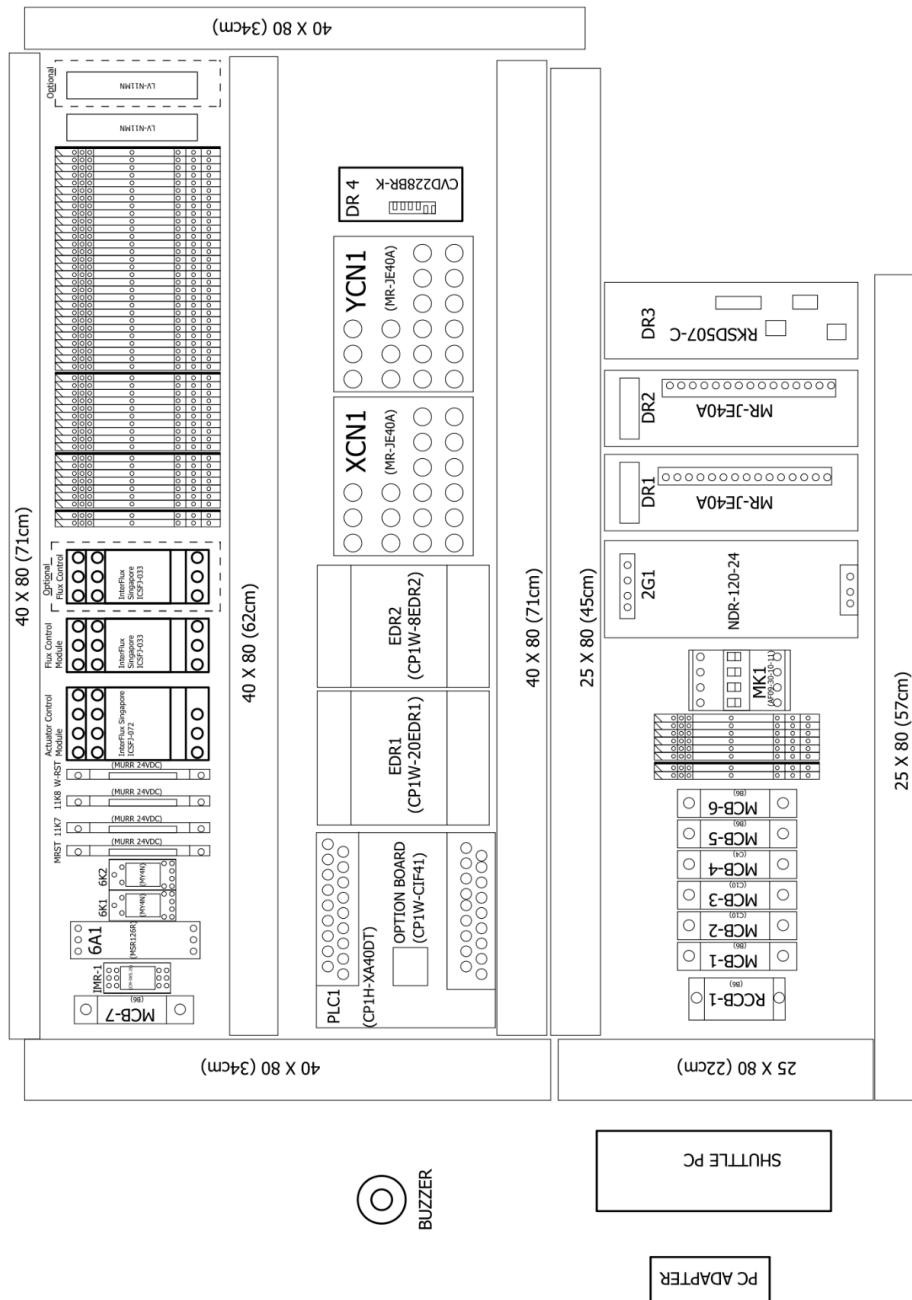 40 X 80 (34cm)
40 X 80 (71cm)
Optional
LV-N11MN
LV-N11MN
Optional
Flux Control
InterFlux
Singapore
ICSFJ-033
Flux Control
Module
InterFlux
Singapore
ICSFJ-033
Actuator Control
Module
InterFlux Singapore
ICSFJ-072
W-RST
(MURR 24VDC)
11K8
(MURR 24VDC)
11K7
(MURR 24VDC)
MRST
(MURR 24VDC)
6K2
(MY4N)
6K1
(MY4N)
6A1
(MSR126R)
IMR-1
MCB-7
(B6)
40 X 80 (62cm)
DR 4
CVD228BR-K
YCN1
(MR-JE40A)
XCN1
(MR-JE40A)
EDR2
(CP1W-8EDR2)
EDR1
(CP1W-20EDR1)
PLC1
(CP1H-XA40DT)
OPTION BOARD
(CP1W-CIF41)
40 X 80 (71cm)
25 X 80 (45cm)
DR3
RKSD507-C
DR2
MR-JE40A
DR1
MR-JE40A
2G1
NDR-120-24
MK1
(AF09-30-10-11)
MCB-6
(B6)
MCB-5
(B6)
MCB-4
(C4)
MCB-3
(C10)
MCB-2
(C10)
MCB-1
(B6)
RCCB-1
(B6)
25 X 80 (57cm)
40 X 80 (34cm)
25 X 80 (22cm)
BUZZER
SHUTTLE PC
PC ADAPTER